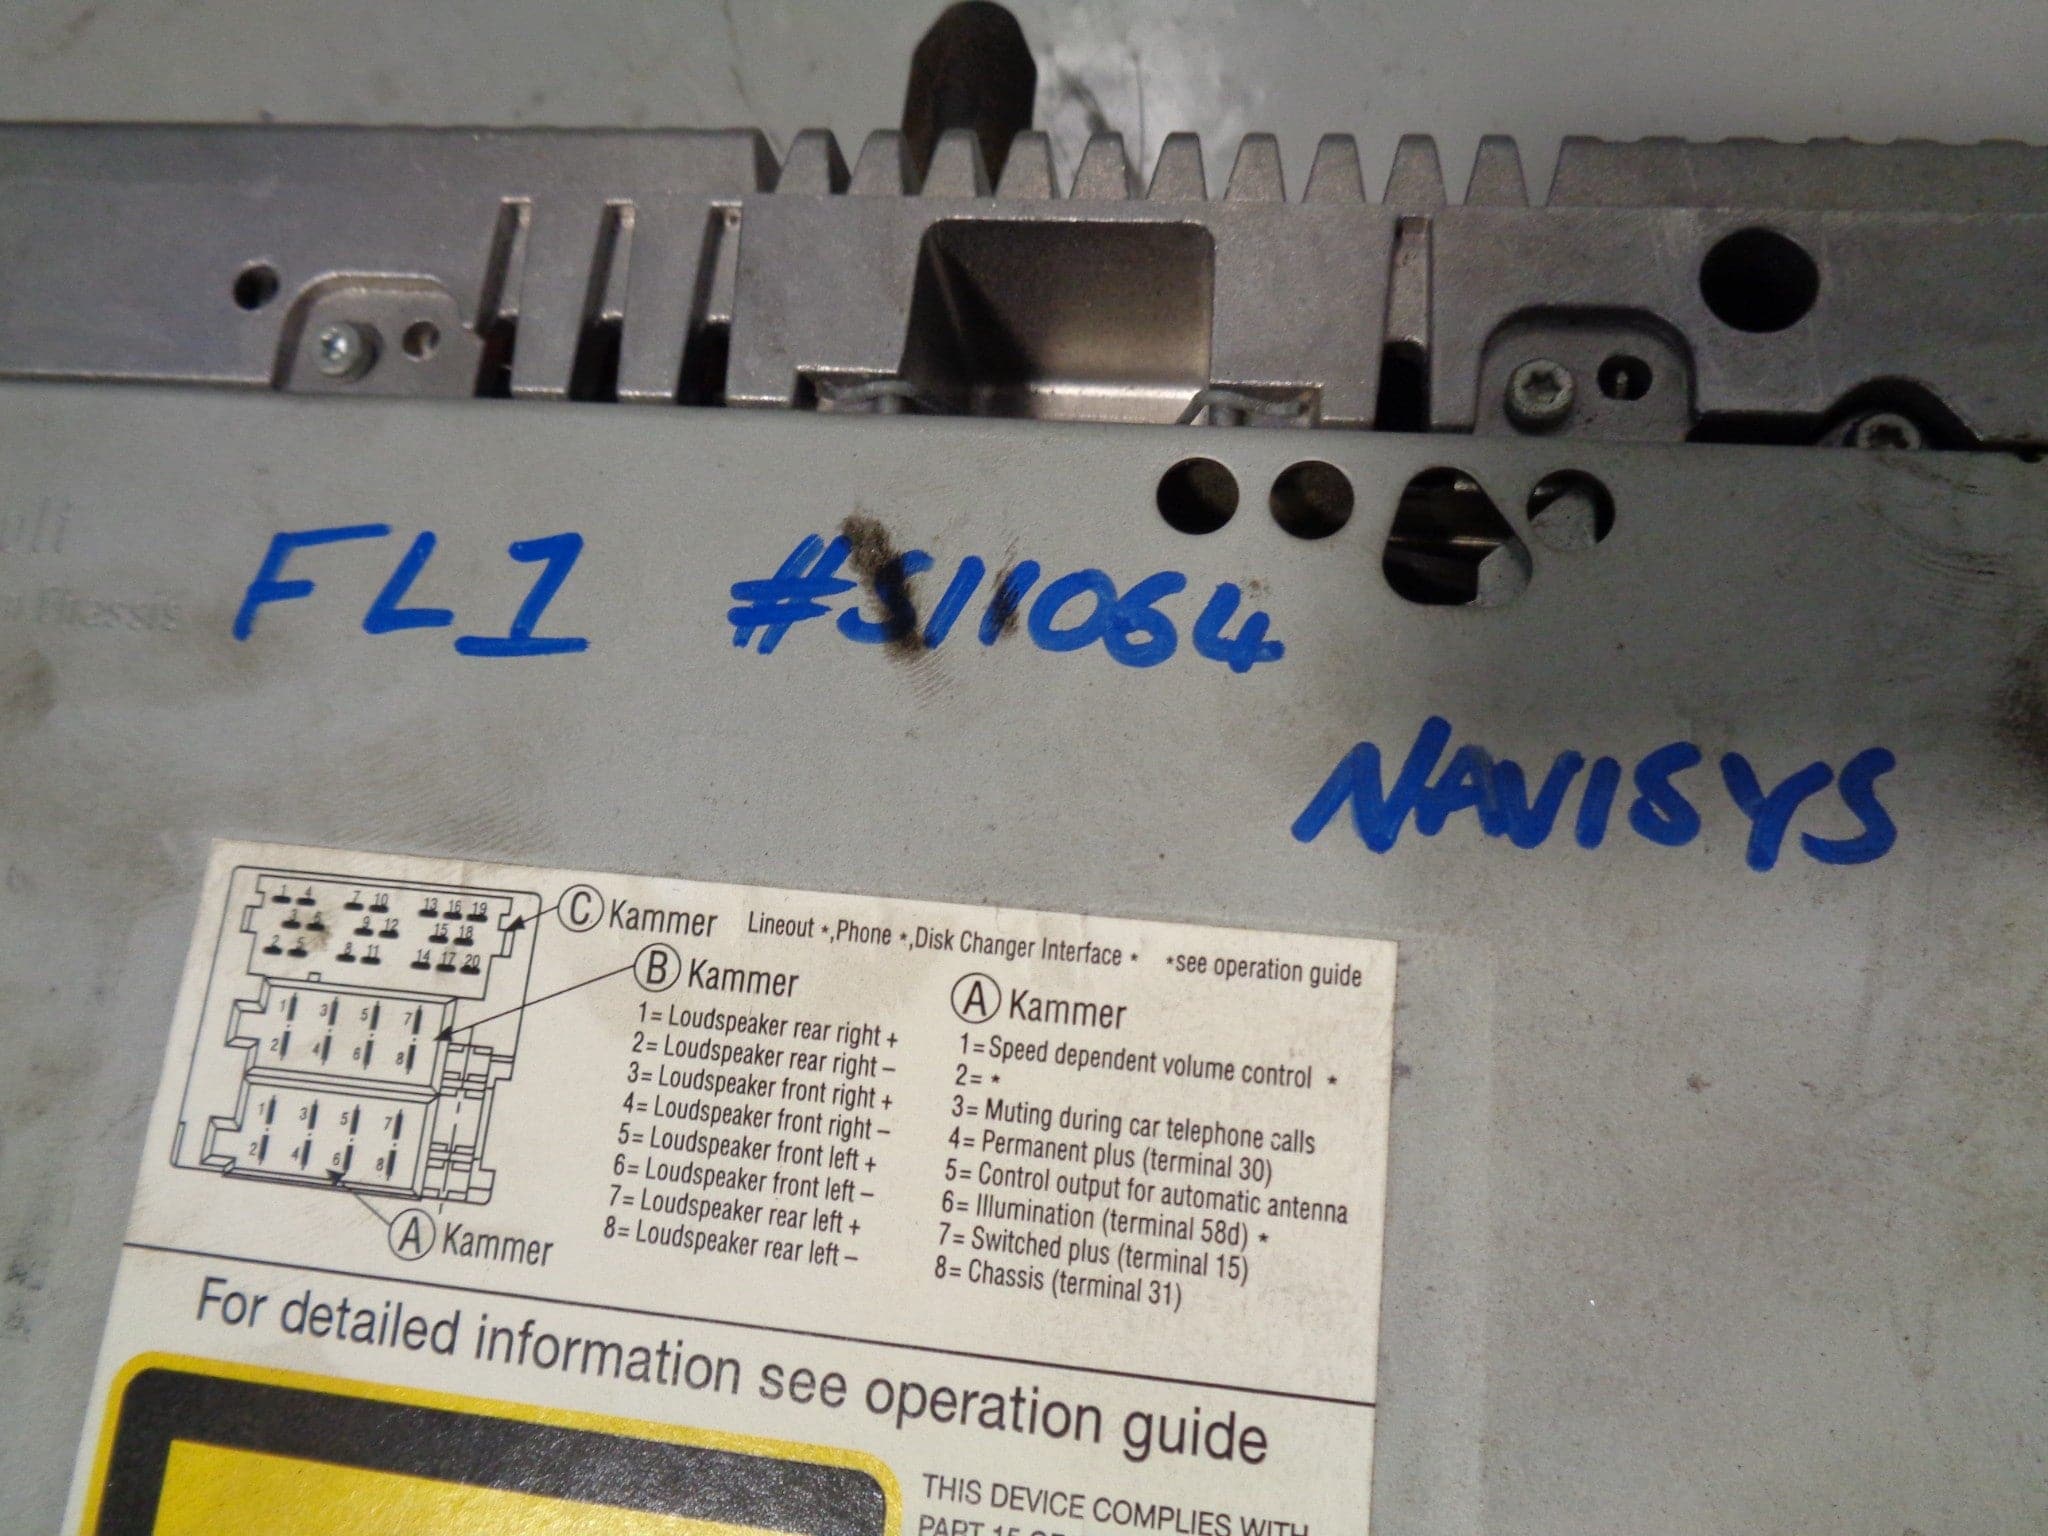 FL1 #S11064
NAVISYS
C Kammer Lineout *,Phone *,Disk Changer Interface * *see operation guide
B Kammer
1= Loudspeaker rear right +
2= Loudspeaker rear right –
3= Loudspeaker front right +
4= Loudspeaker front right –
5= Loudspeaker front left +
6= Loudspeaker front left –
7= Loudspeaker rear left +
8= Loudspeaker rear left –
A Kammer
1=Speed dependent volume control *
2= *
3= Muting during car telephone calls
4= Permanent plus (terminal 30)
5= Control output for automatic antenna
6= Illumination (terminal 58d) *
7= Switched plus (terminal 15)
8= Chassis (terminal 31)
1 4 7 10 13 16 19
3 6 9 12 15 18
2 5 8 11 14 17 20
1 3 5 7
2 4 6 8
1 3 5 7
2 4 6 8
A Kammer
For detailed information see operation guide
THIS DEVICE COMPLIES WITH
PART 15